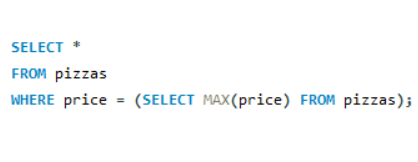 SELECT *
FROM pizzas
WHERE price = (SELECT MAX(price) FROM pizzas);